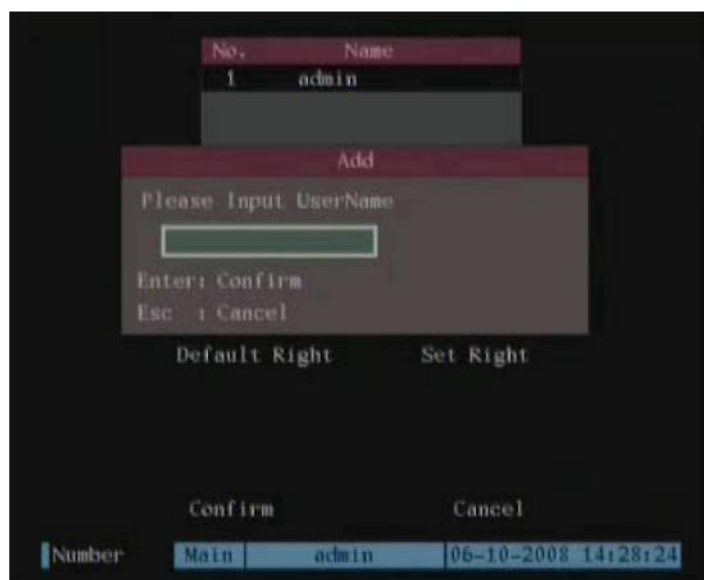 No. Name
1 admin
Add
Please Input UserName
Enter: Confirm
Esc : Cancel
Default Right Set Right
Confirm Cancel
Number Main admin 06-10-2008 14:28:24